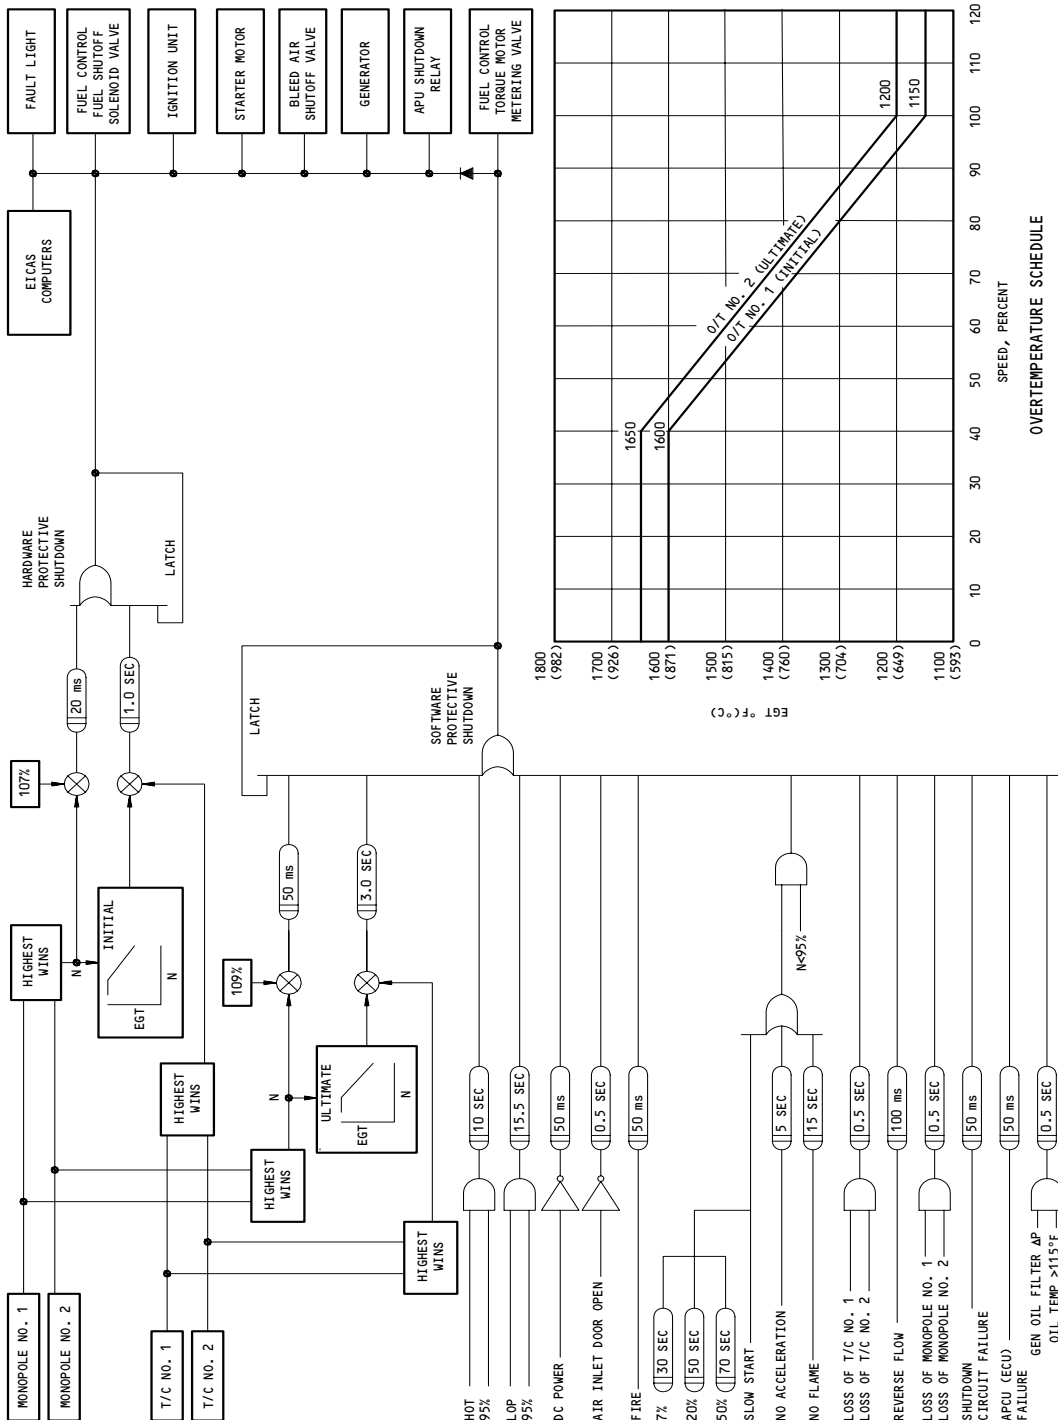 MONOPOLE NO. 1
MONOPOLE NO. 2
T/C NO. 1
T/C NO. 2
HIGHEST
WINS
HIGHEST
WINS
HIGHEST
WINS
HIGHEST
WINS
N
INITIAL
EGT
N
107%
20 ms
1.0 SEC
HARDWARE
PROTECTIVE
SHUTDOWN
LATCH
N
ULTIMATE
EGT
N
109%
50 ms
3.0 SEC
LATCH
SOFTWARE
PROTECTIVE
SHUTDOWN
EICAS
COMPUTERS
FAULT LIGHT
FUEL CONTROL
FUEL SHUTOFF
SOLENOID VALVE
IGNITION UNIT
STARTER MOTOR
BLEED AIR
SHUTOFF VALVE
GENERATOR
APU SHUTDOWN
RELAY
FUEL CONTROL
TORQUE MOTOR
METERING VALVE
HOT
95%
10 SEC
LOP
95%
15.5 SEC
DC POWER
50 ms
AIR INLET DOOR OPEN
0.5 SEC
FIRE
50 ms
7%
30 SEC
20%
50 SEC
50%
70 SEC
SLOW START
NO ACCELERATION
5 SEC
NO FLAME
15 SEC
N<95%
LOSS OF T/C NO. 1
LOSS OF T/C NO. 2
0.5 SEC
REVERSE FLOW
100 ms
LOSS OF MONOPOLE NO. 1
LOSS OF MONOPOLE NO. 2
0.5 SEC
SHUTDOWN
CIRCUIT FAILURE
50 ms
APCU (ECU)
FAILURE
50 ms
GEN OIL FILTER ΔP
OIL TEMP >115°F
0.5 SEC
EGT °F(°C)
1800
(982)
1700
(926)
1600
(871)
1500
(815)
1400
(760)
1300
(704)
1200
(649)
1100
(593)
1650
1600
O/T NO. 2 (ULTIMATE)
O/T NO. 1 (INITIAL)
1200
1150
0 10 20 30 40 50 60 70 80 90 100 110 120
SPEED, PERCENT
OVERTEMPERATURE SCHEDULE